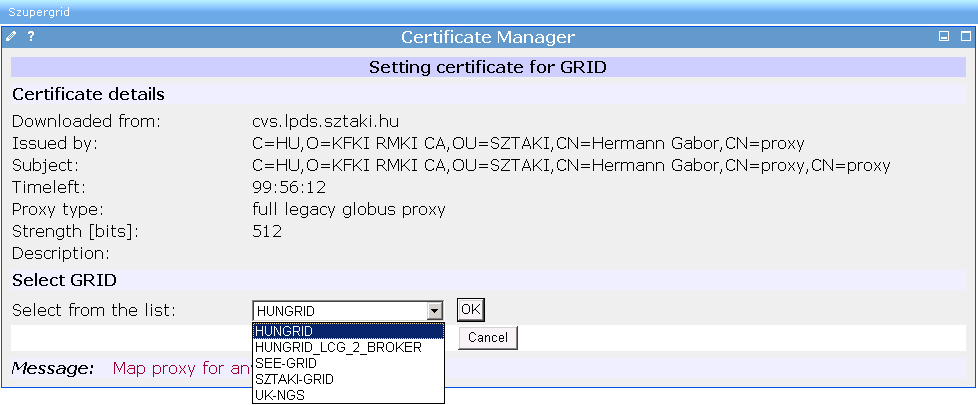 Szupergrid
? Certificate Manager
Setting certificate for GRID
Certificate details
Downloaded from: cvs.lpds.sztaki.hu
Issued by: C=HU,O=KFKI RMKI CA,OU=SZTAKI,CN=Hermann Gabor,CN=proxy
Subject: C=HU,O=KFKI RMKI CA,OU=SZTAKI,CN=Hermann Gabor,CN=proxy,CN=proxy
Timeleft: 99:56:12
Proxy type: full legacy globus proxy
Strength [bits]: 512
Description:
Select GRID
Select from the list: HUNGRID OK
HUNGRID
Cancel
HUNGRID_LCG_2_BROKER
SEE-GRID
Message: Map proxy for an
SZTAKI-GRID
UK-NGS